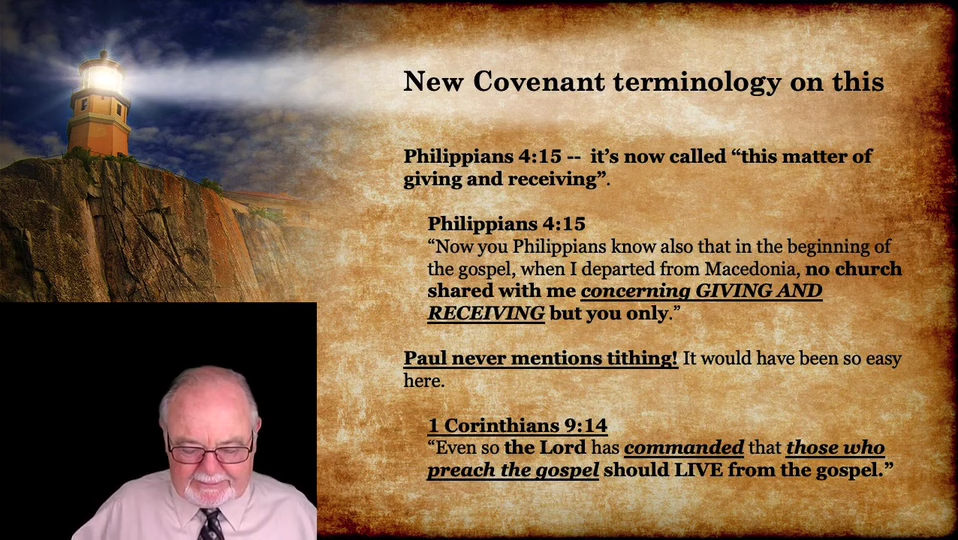 New Covenant terminology on this
Philippians 4:15 --  it’s now called “this matter of
giving and receiving”.
Philippians 4:15
“Now you Philippians know also that in the beginning of
the gospel, when I departed from Macedonia, no church
shared with me concerning GIVING AND
RECEIVING but you only.”
Paul never mentions tithing! It would have been so easy
here.
1 Corinthians 9:14
“Even so the Lord has commanded that those who
preach the gospel should LIVE from the gospel.”